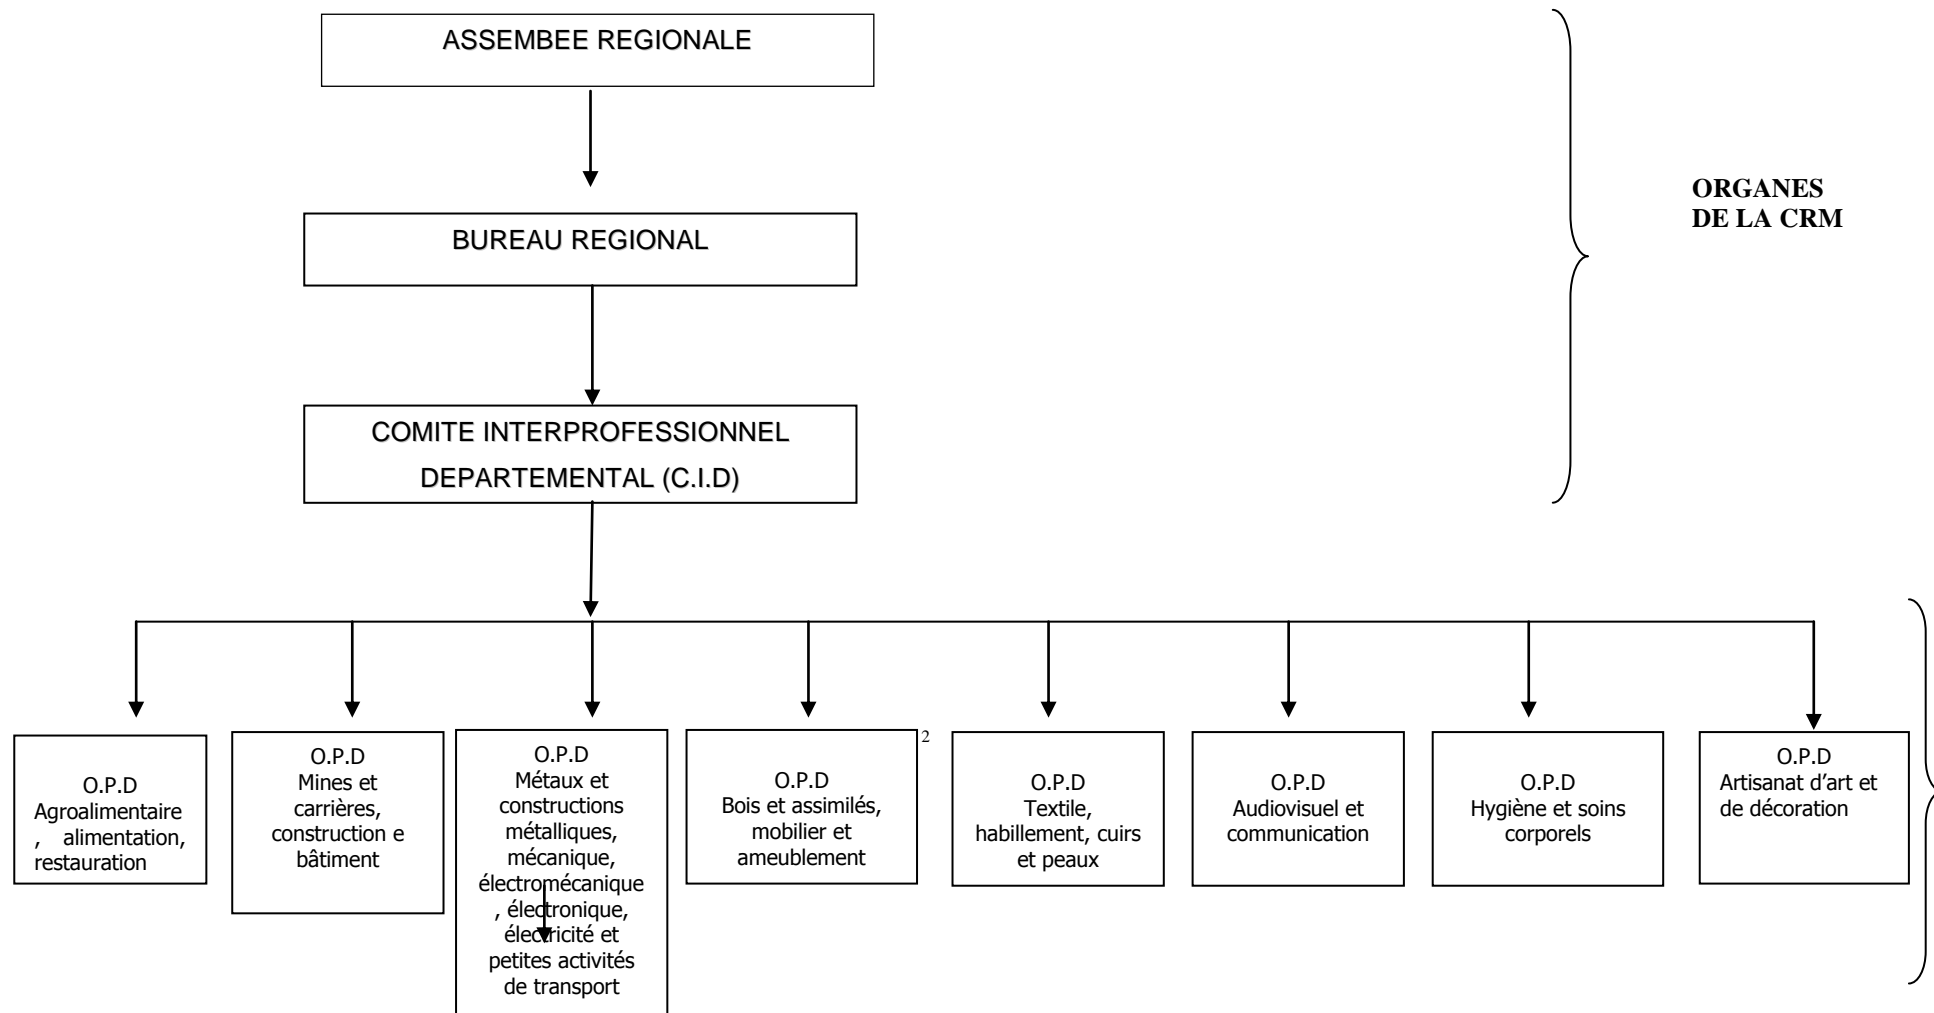 ASSEMBEE REGIONALE
ORGANES
DE LA CRM
BUREAU REGIONAL
COMITE INTERPROFESSIONNEL
DEPARTEMENTAL (C.I.D)
O.P.D
Agroalimentaire
, alimentation,
restauration
O.P.D
Mines et
carrières,
construction e
bâtiment
O.P.D
Métaux et
constructions
métalliques,
mécanique,
électromécanique
, électronique,
électricité et
petites activités
de transport
O.P.D
Bois et assimilés,
mobilier et
ameublement
2
O.P.D
Textile,
habillement, cuirs
et peaux
O.P.D
Audiovisuel et
communication
O.P.D
Hygiène et soins
corporels
O.P.D
Artisanat d’art et
de décoration